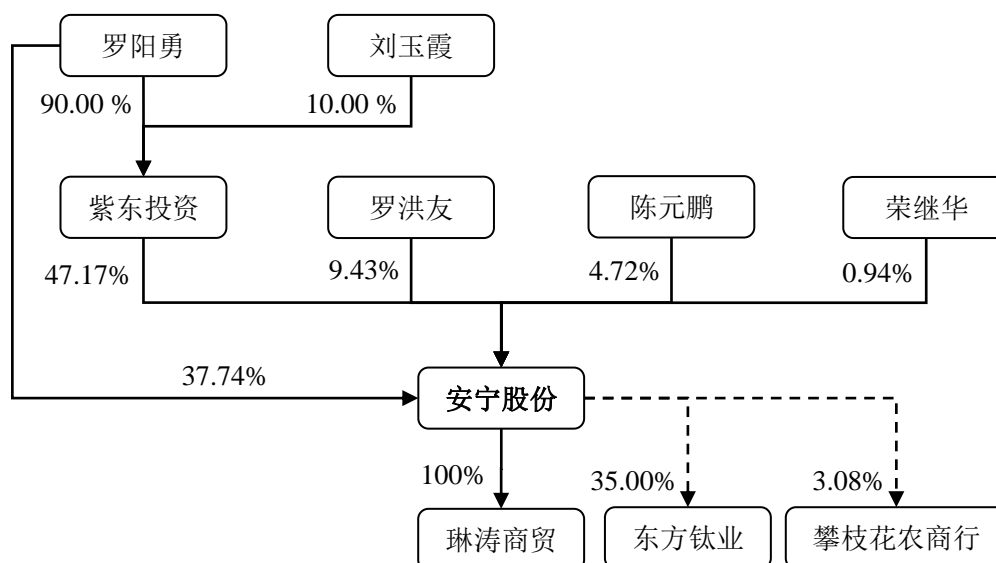 罗阳勇
刘玉霞
90.00 %
10.00 %
紫东投资
罗洪友
陈元鹏
荣继华
47.17%
9.43%
4.72%
0.94%
37.74%
安宁股份
100%
35.00%
3.08%
琳涛商贸
东方钛业
攀枝花农商行